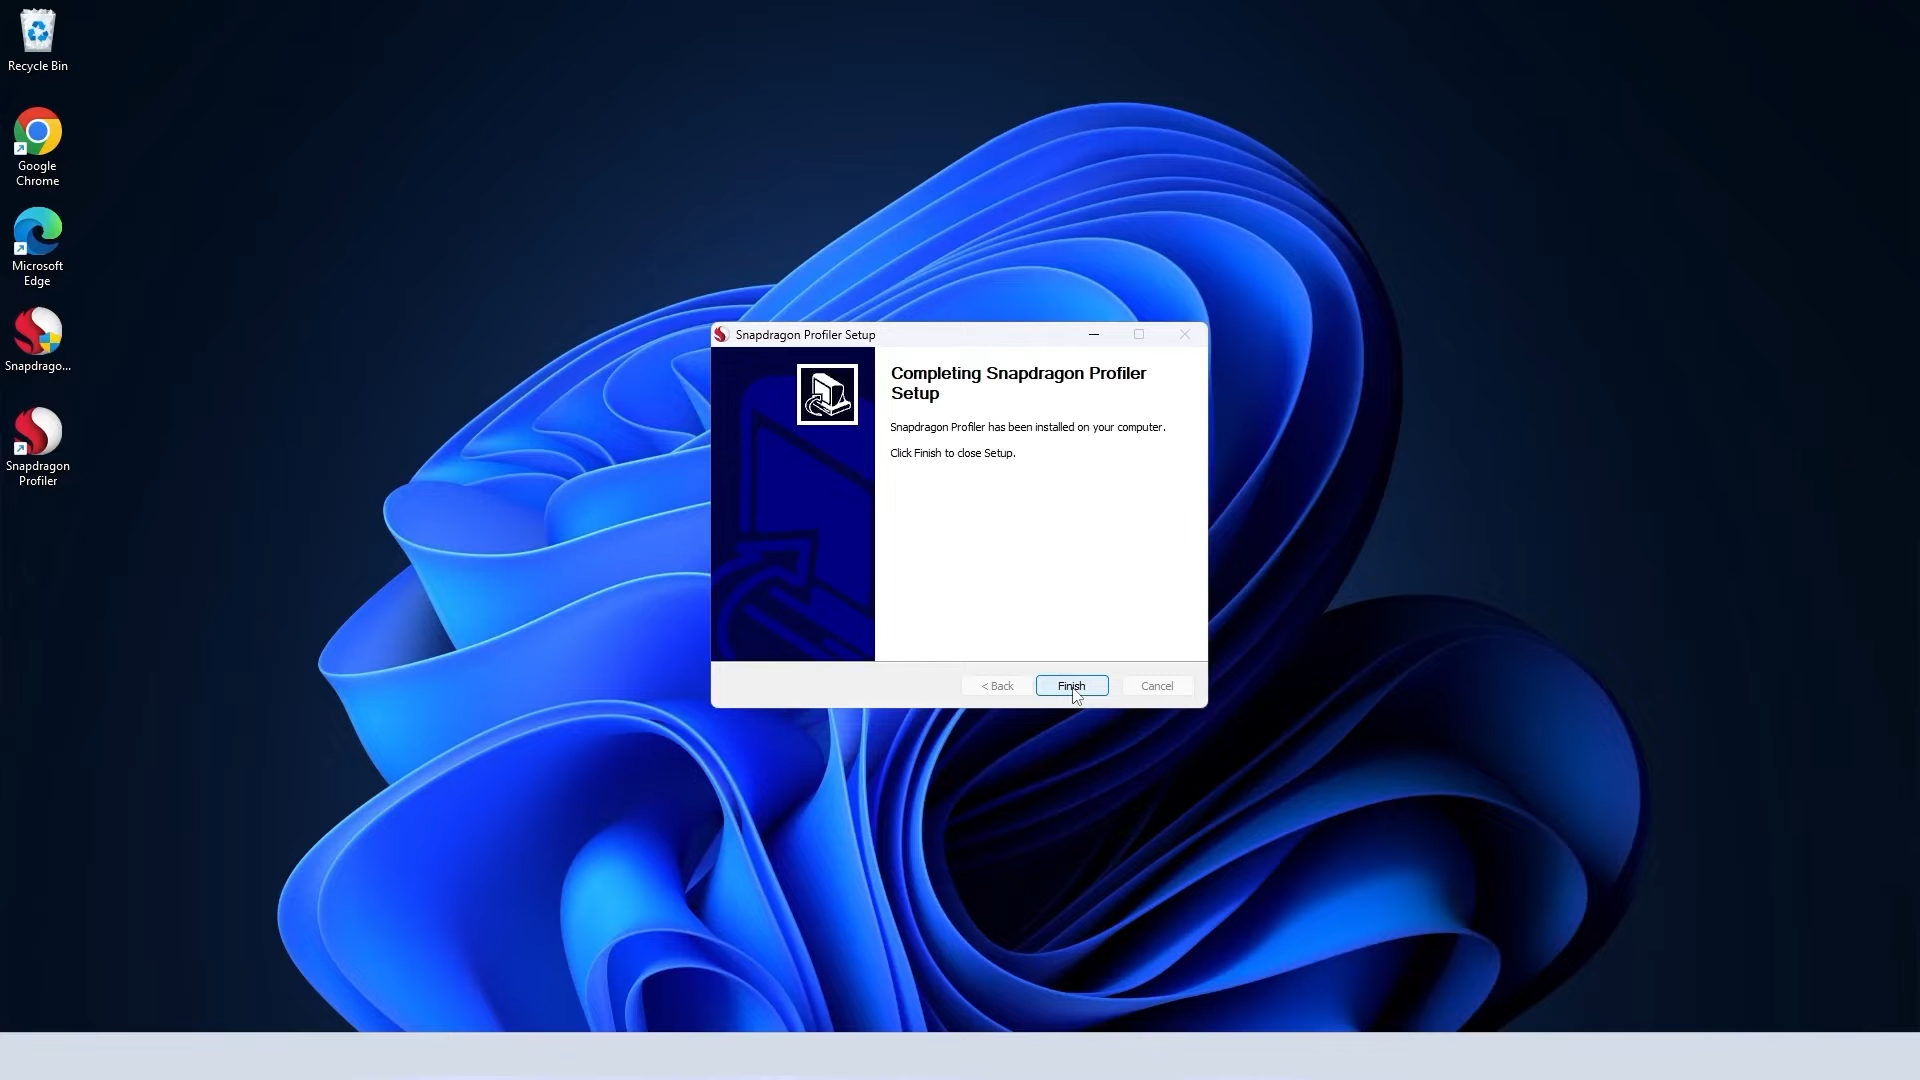 Recycle Bin
Google
Chrome
Microsoft
Edge
Snapdrago...
Snapdragon
Profiler
Snapdragon Profiler Setup
Completing Snapdragon Profiler
Setup
Snapdragon Profiler has been installed on your computer.
Click Finish to close Setup.
< Back
Finish
Cancel